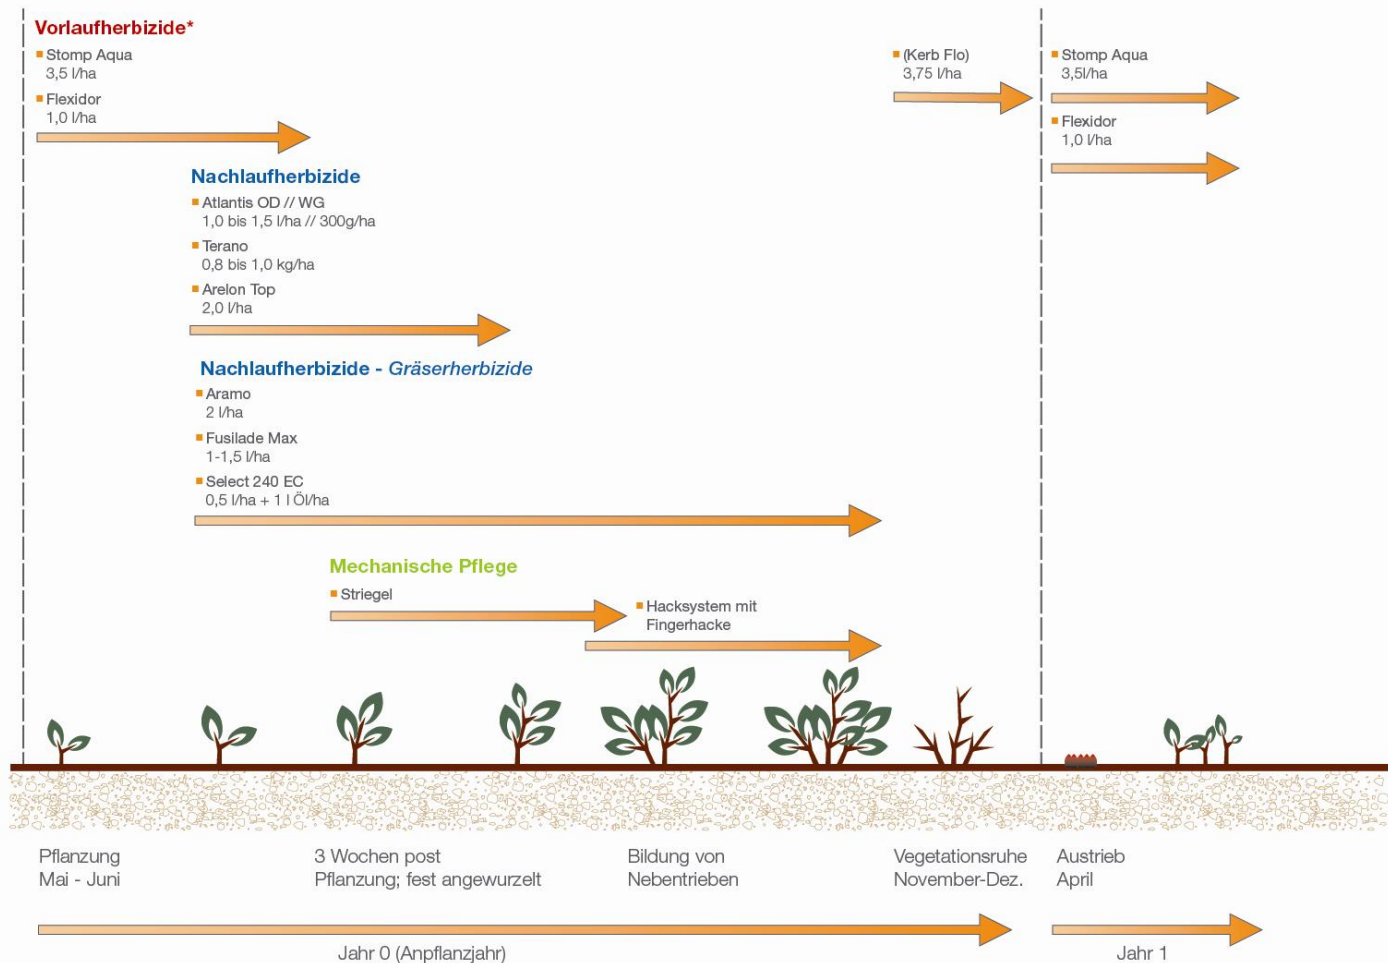 Vorlaufherbizide*
Stomp Aqua
3,5 l/ha
Flexidor
1,0 l/ha
(Kerb Flo)
3,75 l/ha
Stomp Aqua
3,5l/ha
Flexidor
1,0 l/ha
Nachlaufherbizide
Atlantis OD // WG
1,0 bis 1,5 l/ha // 300g/ha
Terano
0,8 bis 1,0 kg/ha
Arelon Top
2,0 l/ha
Nachlaufherbizide - Gräserherbizide
Aramo
2 l/ha
Fusilade Max
1-1,5 l/ha
Select 240 EC
0,5 l/ha + 1 l Öl/ha
Mechanische Pflege
Striegel
Hacksystem mit
Fingerhacke
Pflanzung
Mai - Juni
3 Wochen post
Pflanzung; fest angewurzelt
Bildung von
Nebentrieben
Vegetationsruhe
November-Dez.
Austrieb
April
Jahr 0 (Anpflanzjahr)
Jahr 1